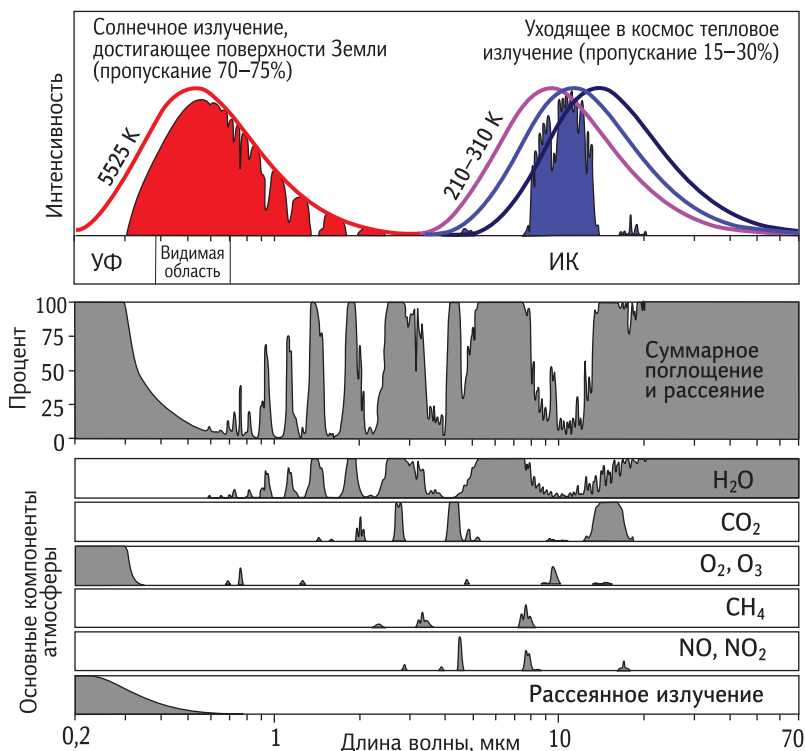 Солнечное излучение,
достигающее поверхности Земли
(пропускание 70–75%)
Уходящее в космос тепловое
излучение (пропускание 15–30%)
Интенсивность
5525 K
210–310 K
УФ
Видимая
область
ИК
Процент
100
75
50
25
0
Суммарное
поглощение
и рассеяние
Основные компоненты
атмосферы
H₂O
CO₂
O₂, O₃
CH₄
NO, NO₂
Рассеянное излучение
0,2
1
10
70
Длина волны, мкм